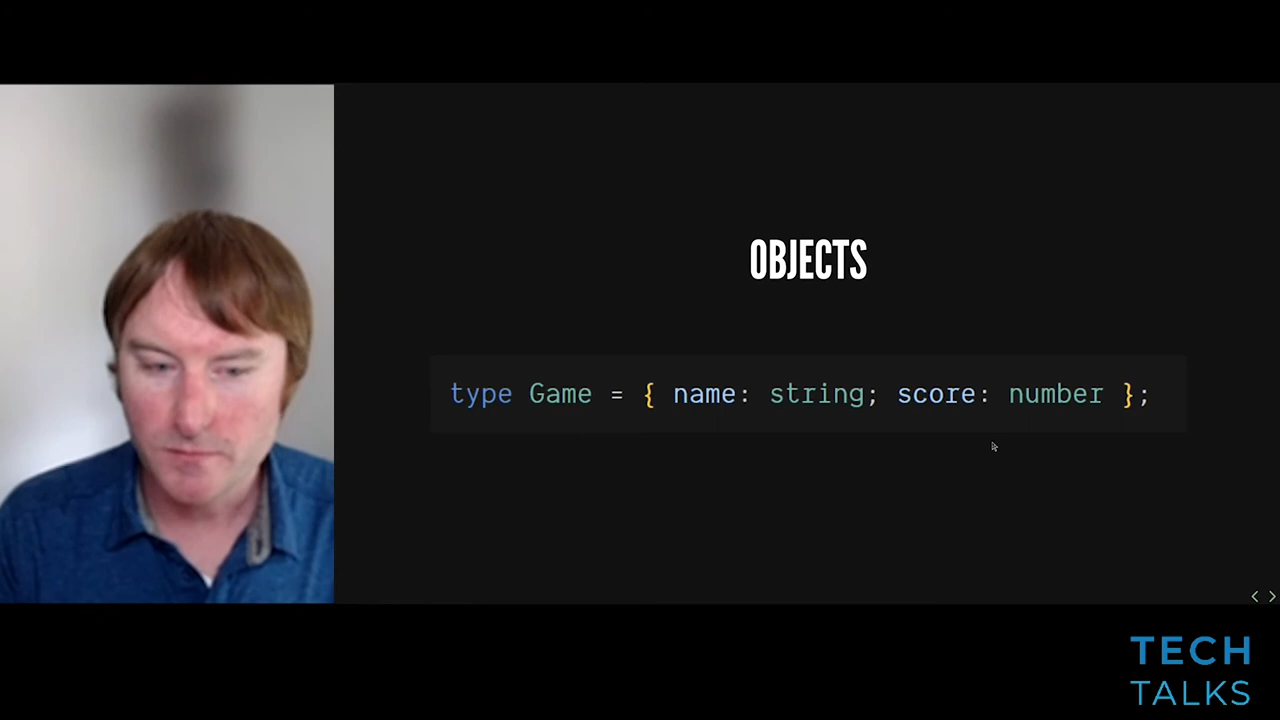 OBJECTS
type Game = { name: string; score: number };
< >
TECH
TALKS